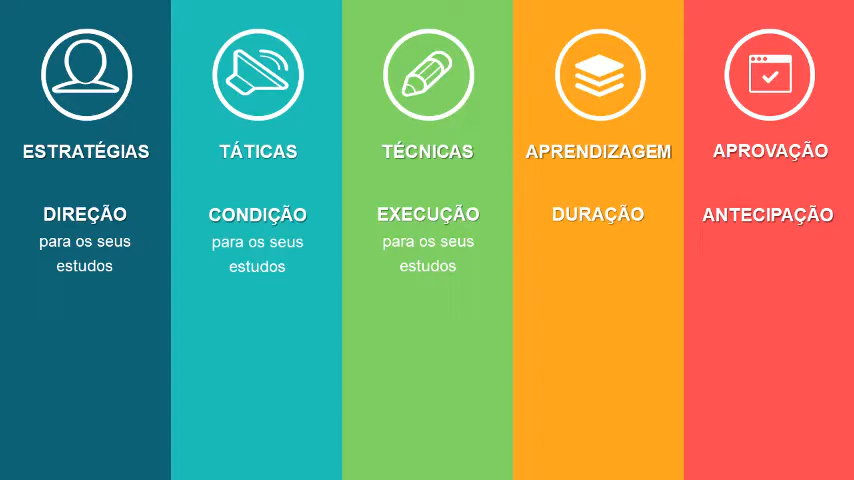 ESTRATÉGIAS
DIREÇÃO
para os seus
estudos
TÁTICAS
CONDIÇÃO
para os seus
estudos
TÉCNICAS
EXECUÇÃO
para os seus
estudos
APRENDIZAGEM
DURAÇÃO
APROVAÇÃO
ANTECIPAÇÃO